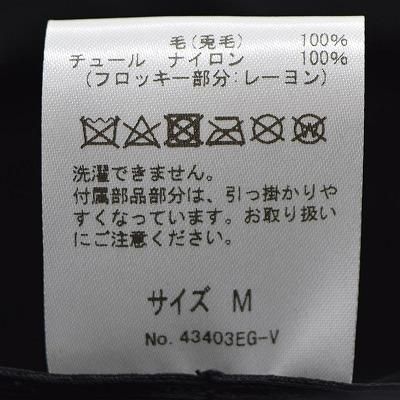 毛(兎毛) 100%
チュール ナイロン 100%
(フロッキー部分:レーヨン)
洗濯できません。
付属部品部分は、引っ掛かりや
すくなっています。お取り扱い
にご注意ください。
サイズ M
No. 43403EG-V